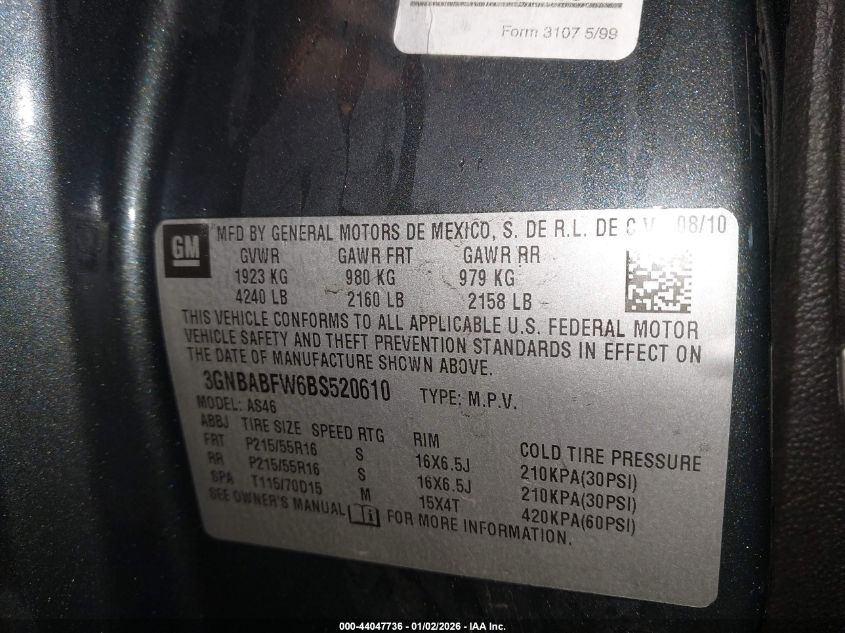 Form 3107 5/99
GM
MFD BY GENERAL MOTORS DE MEXICO, S. DE R.L. DE C V 08/10
GVWR GAWR FRT GAWR RR
1923 KG 980 KG 979 KG
4240 LB 2160 LB 2158 LB
THIS VEHICLE CONFORMS TO ALL APPLICABLE U.S. FEDERAL MOTOR
VEHICLE SAFETY AND THEFT PREVENTION STANDARDS IN EFFECT ON
THE DATE OF MANUFACTURE SHOWN ABOVE.
3GNBABFW6BS520610 TYPE: M.P.V.
MODEL: AS46
ABBJ TIRE SIZE SPEED RTG RIM COLD TIRE PRESSURE
FRT P215/55R16 S 16X6.5J 210KPA(30PSI)
RR P215/55R16 S 16X6.5J 210KPA(30PSI)
SPA T115/70D15 M 15X4T 420KPA(60PSI)
SEE OWNER'S MANUAL FOR MORE INFORMATION.
000-44047736 - 01/02/2026 - IAA Inc.